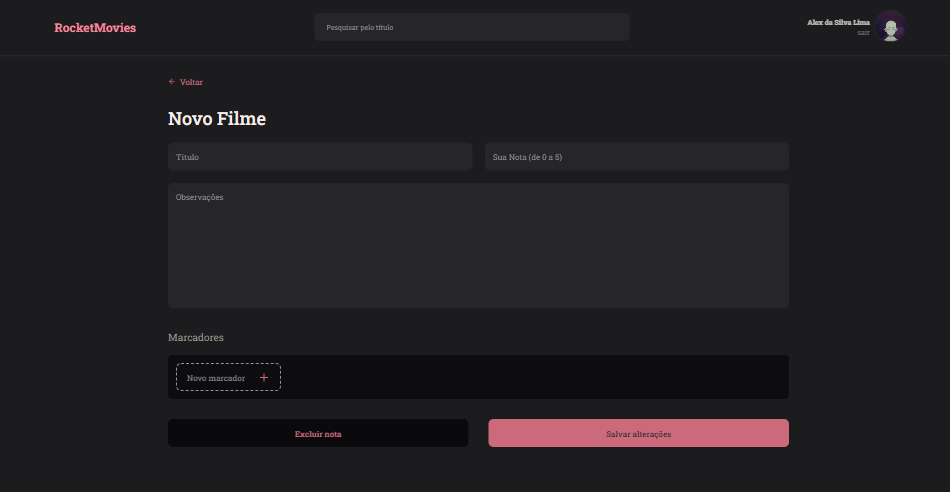 RocketMovies
Pesquisar pelo título
Alex da Silva Lima
sair
← Voltar
Novo Filme
Título
Sua Nota (de 0 a 5)
Observações
Marcadores
Novo marcador +
Excluir nota
Salvar alterações